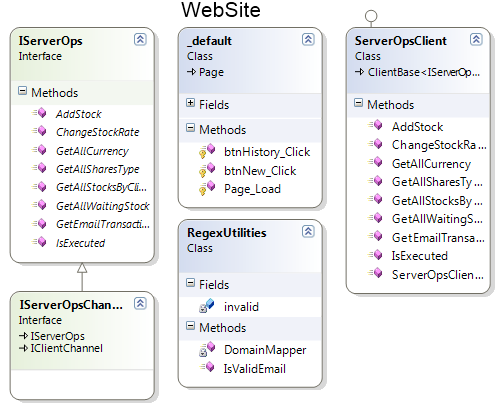 WebSite
IServerOps
Interface
Methods
AddStock
ChangeStockRate
GetAllCurrency
GetAllSharesType
GetAllStocksByCli...
GetAllWaitingStock
GetEmailTransacti...
IsExecuted
IServerOpsChan...
Interface
IServerOps
IClientChannel
_default
Class
Page
Fields
Methods
btnHistory_Click
btnNew_Click
Page_Load
RegexUtilities
Class
Fields
invalid
Methods
DomainMapper
IsValidEmail
ServerOpsClient
Class
ClientBase<IServerOp...
Methods
AddStock
ChangeStockRa...
GetAllCurrency
GetAllSharesTy...
GetAllStocksBy...
GetAllWaitingS...
GetEmailTransa...
IsExecuted
ServerOpsClien...